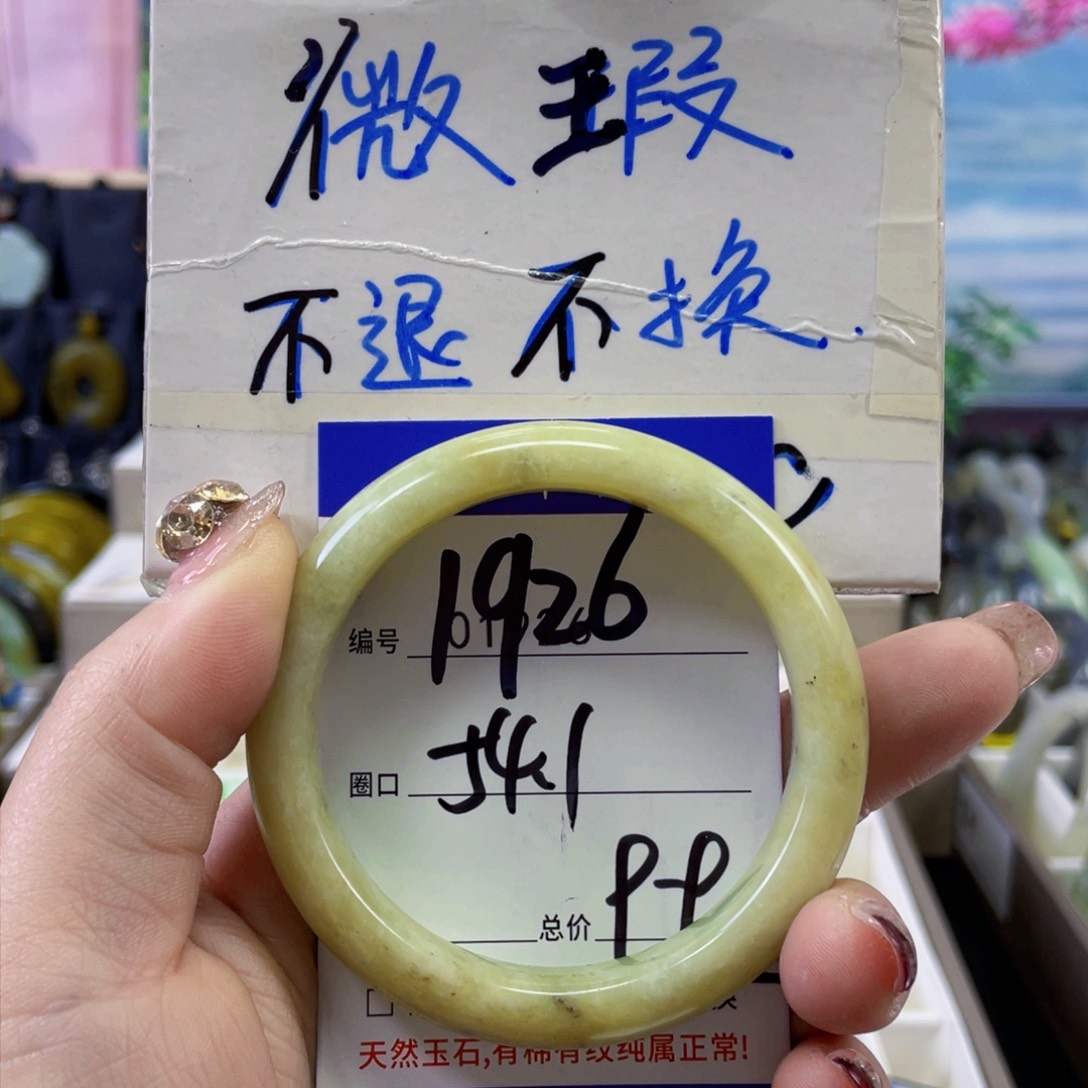 微瑕
不退不换.
编号 1926
圈口 54.1
总价 PP
天然玉石,有棉有纹纯属正常!